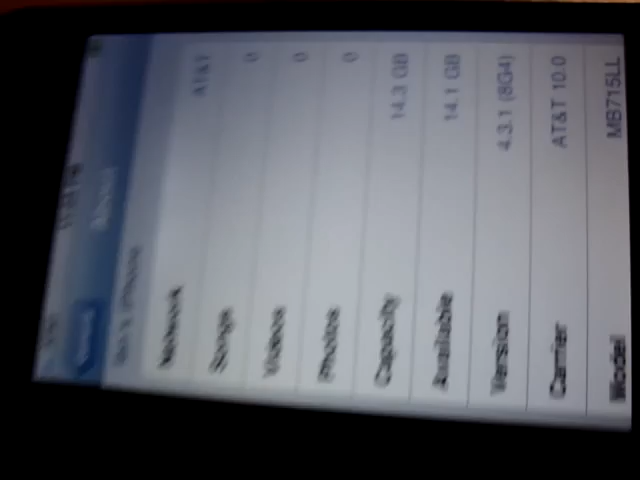 About
Network AT&T
Songs 0
Videos 0
Photos 0
Capacity 14.3 GB
Available 14.1 GB
Version 4.3.1 (8G4)
Carrier AT&T 10.0
Model MB715LL